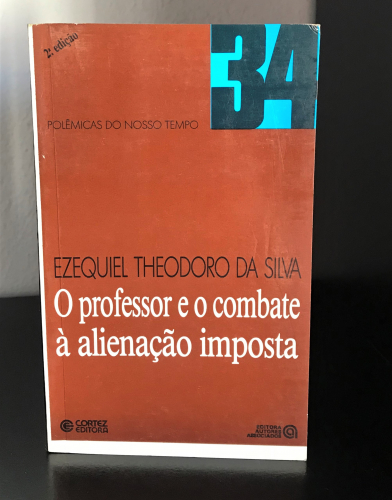 2ª edição
34
POLÊMICAS DO NOSSO TEMPO
EZEQUIEL THEODORO DA SILVA
O professor e o combate
à alienação imposta
CORTEZ
EDITORA
EDITORA
AUTORES
ASSOCIADOS